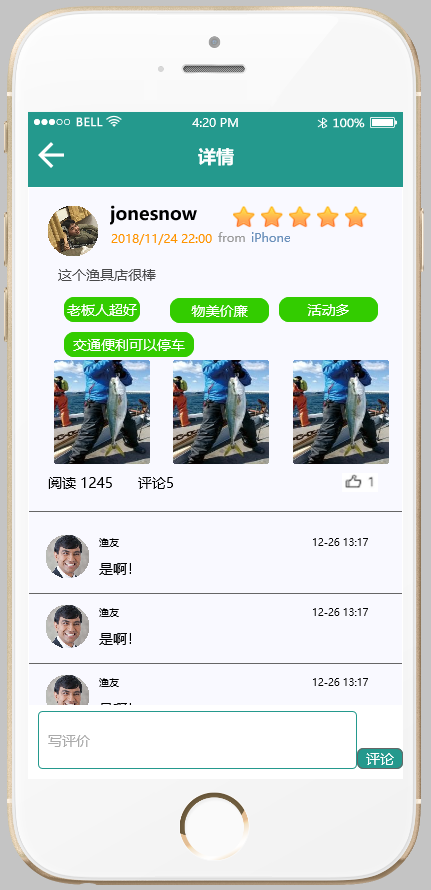 BELL 4:20 PM 100%
详情
jonesnow
2018/11/24 22:00 from iPhone
这个渔具店很棒
老板人超好 物美价廉 活动多
交通便利可以停车
阅读 1245 评论5 1
渔友 12-26 13:17
是啊!
渔友 12-26 13:17
是啊!
渔友 12-26 13:17
是啊!
写评价
评论